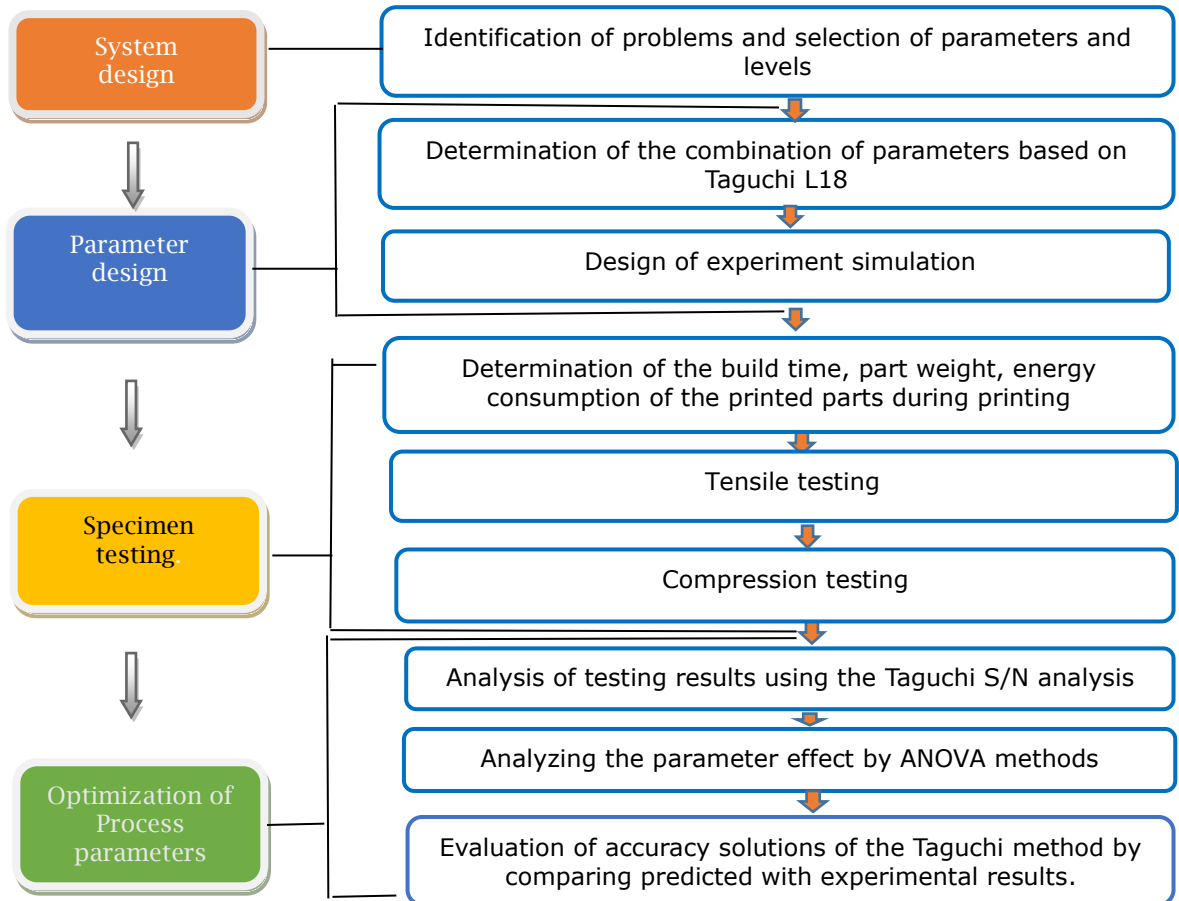 System
design
Identification of problems and selection of parameters and
levels
Determination of the combination of parameters based on
Taguchi L18
Parameter
design
Design of experiment simulation
Determination of the build time, part weight, energy
consumption of the printed parts during printing
Tensile testing
Specimen
testing.
Compression testing
Analysis of testing results using the Taguchi S/N analysis
Analyzing the parameter effect by ANOVA methods
Optimization of
Process
parameters
Evaluation of accuracy solutions of the Taguchi method by
comparing predicted with experimental results.